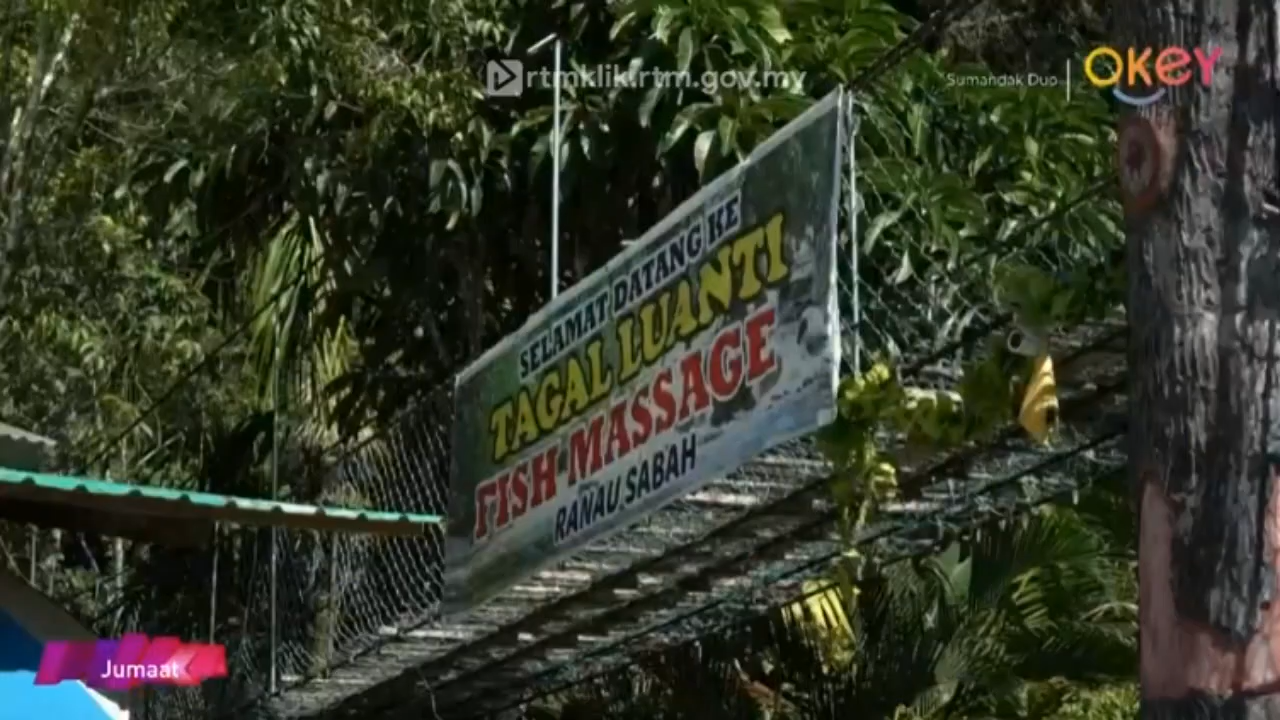 rtmklik.rtm.gov.my
Sumandak Duo
OKEY
SELAMAT DATANG KE
TAGAL LUANTI
FISH MASSAGE
RANAU SABAH
Jumaat